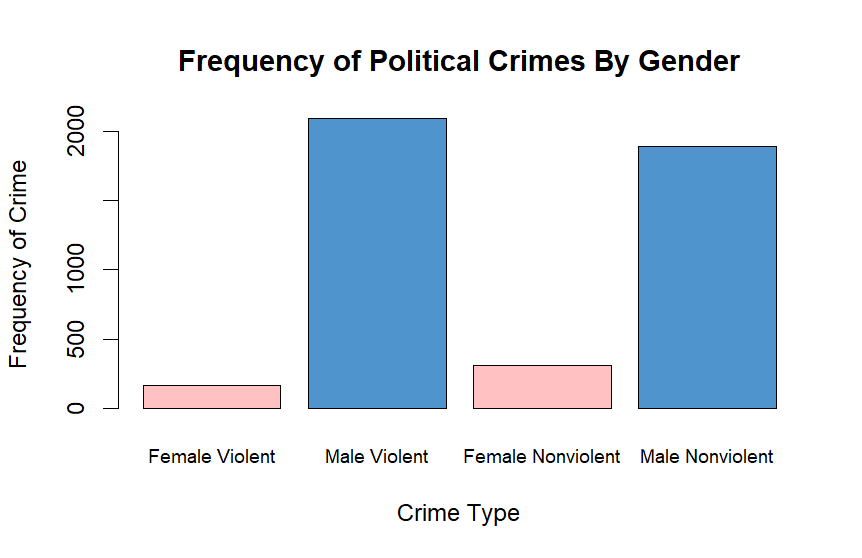 Frequency of Political Crimes By Gender
Frequency of Crime
2000
1000
500
0
Female Violent
Male Violent
Female Nonviolent
Male Nonviolent
Crime Type